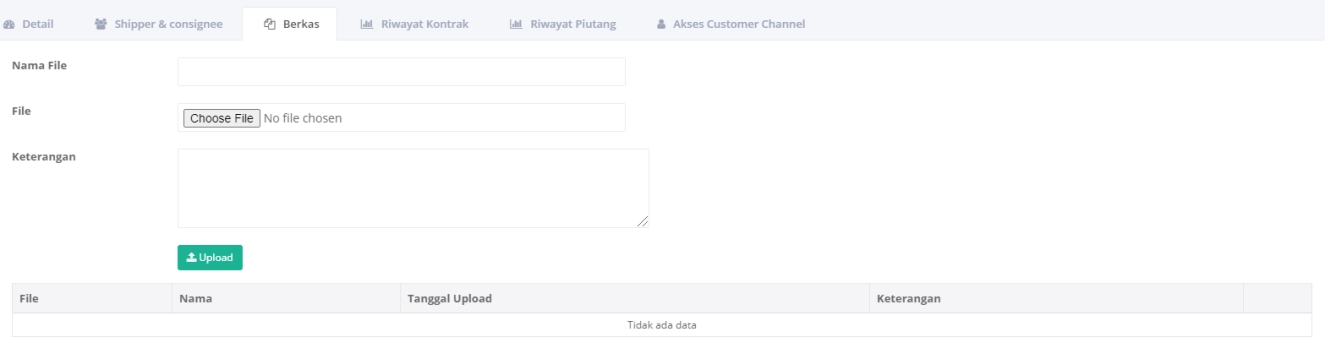 Detail Shipper & consignee Berkas Riwayat Kontrak Riwayat Piutang Akses Customer Channel
Nama File
File Choose File No file chosen
Keterangan
Upload
File Nama Tanggal Upload Keterangan
Tidak ada data